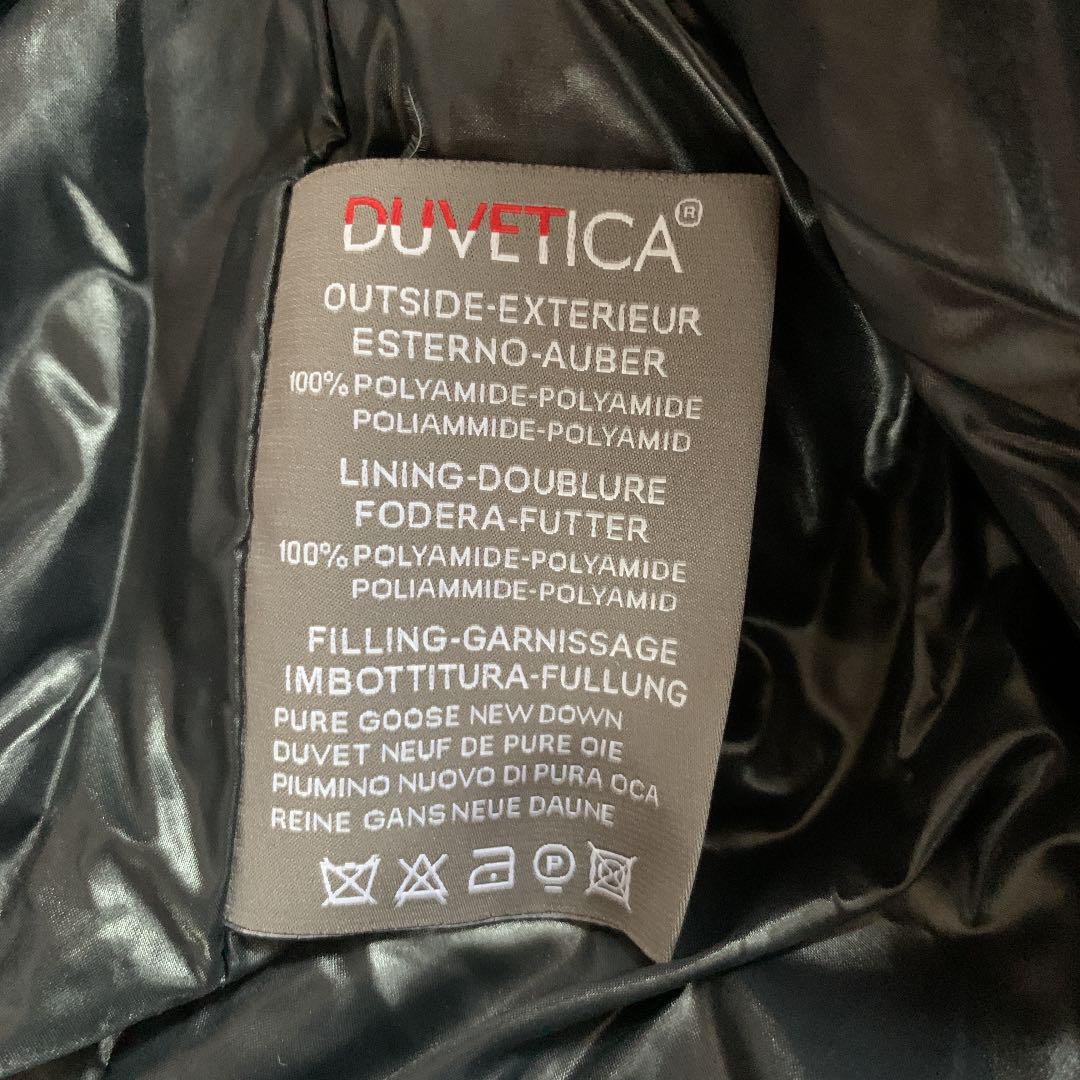 DUVETICA®
OUTSIDE-EXTERIEUR
ESTERNO-AUBER
100% POLYAMIDE-POLYAMIDE
POLIAMMIDE-POLYAMID
LINING-DOUBLURE
FODERA-FUTTER
100% POLYAMIDE-POLYAMIDE
POLIAMMIDE-POLYAMID
FILLING-GARNISSAGE
IMBOTTITURA-FULLUNG
PURE GOOSE NEW DOWN
DUVET NEUF DE PURE OIE
PIUMINO NUOVO DI PURA OCA
REINE GANS NEUE DAUNE
P